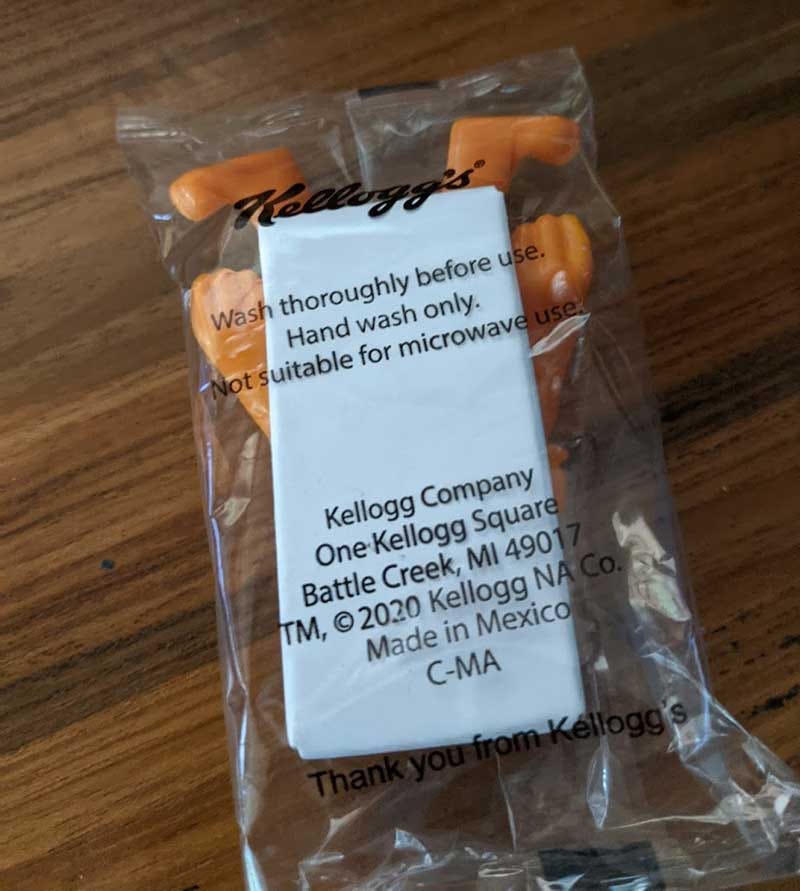 Kellogg's®
Wash thoroughly before use.
Hand wash only.
Not suitable for microwave use.
Kellogg Company
One Kellogg Square
Battle Creek, MI 49017
TM, © 2020 Kellogg NA Co.
Made in Mexico
C-MA
Thank you from Kellogg's